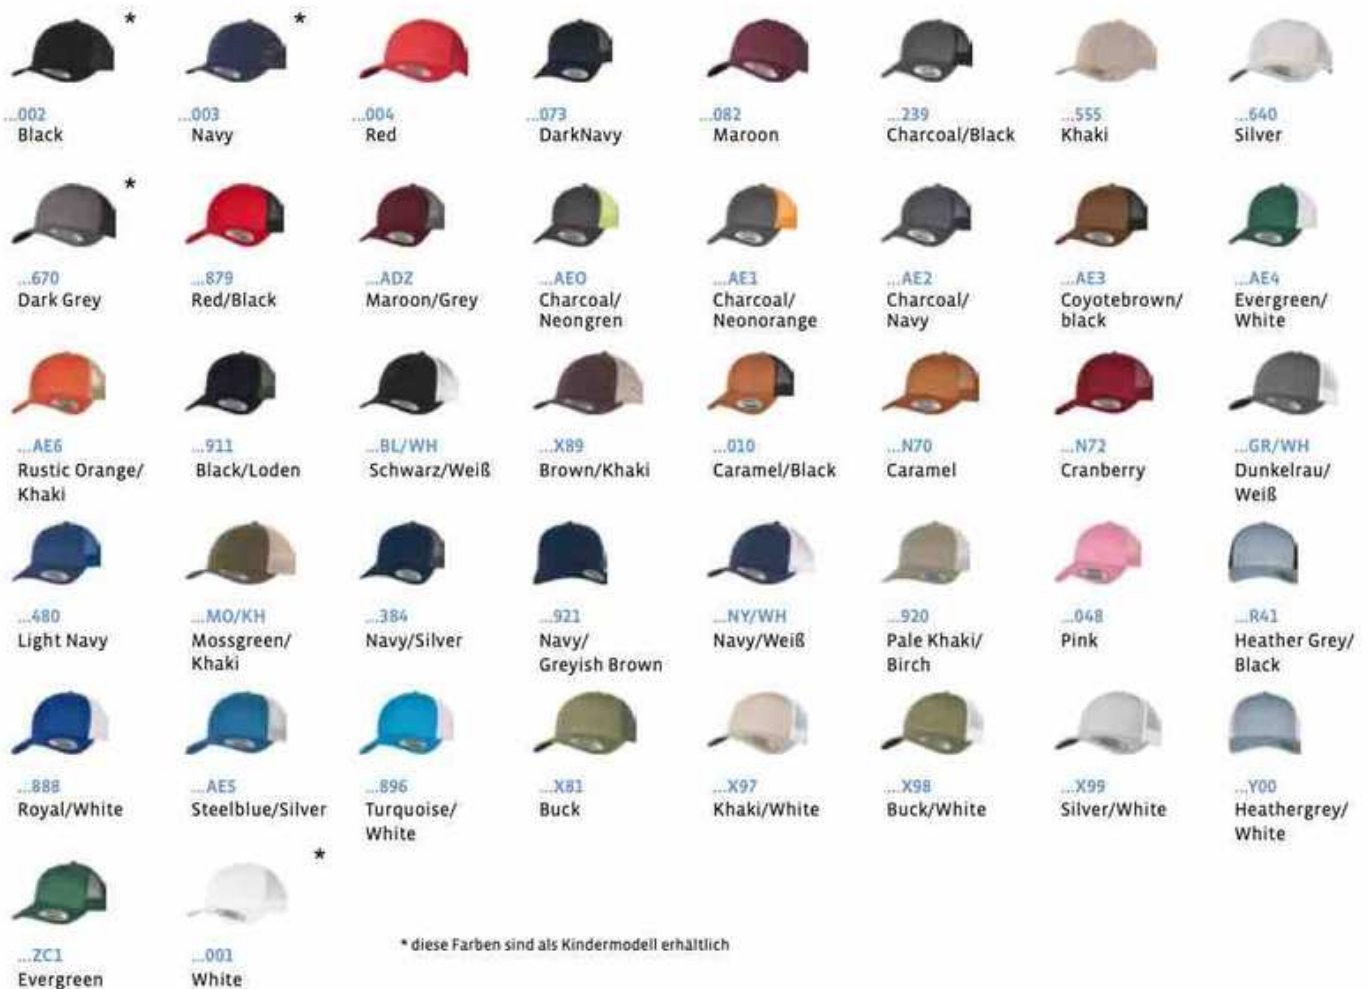 *
*
...002
...003
...004
...073
...082
...239
...555
...640
Black
Navy
Red
DarkNavy
Maroon
Charcoal/Black
Khaki
Silver
*
...670
...879
...ADZ
...AEO
...AE1
...AE2
...AE3
...AE4
Dark Grey
Red/Black
Maroon/Grey
Charcoal/
Neongren
Charcoal/
Neonorange
Charcoal/
Navy
Coyotebrown/
black
Evergreen/
White
...AE6
...911
...BL/WH
...X89
...010
...N70
...N72
...GR/WH
Rustic Orange/
Khaki
Black/Loden
Schwarz/Weiß
Brown/Khaki
Caramel/Black
Caramel
Cranberry
Dunkelrau/
Weiß
...480
...MO/KH
...384
...921
...NY/WH
...920
...048
...R41
Light Navy
Mossgreen/
Khaki
Navy/Silver
Navy/
Greyish Brown
Navy/Weiß
Pale Khaki/
Birch
Pink
Heather Grey/
Black
...888
...AE5
...896
...X81
...X97
...X98
...X99
...Y00
Royal/White
Steelblue/Silver
Turquoise/
White
Buck
Khaki/White
Buck/White
Silver/White
Heathergrey/
White
*
...ZC1
...001
Evergreen
White
* diese Farben sind als Kindermodell erhältlich